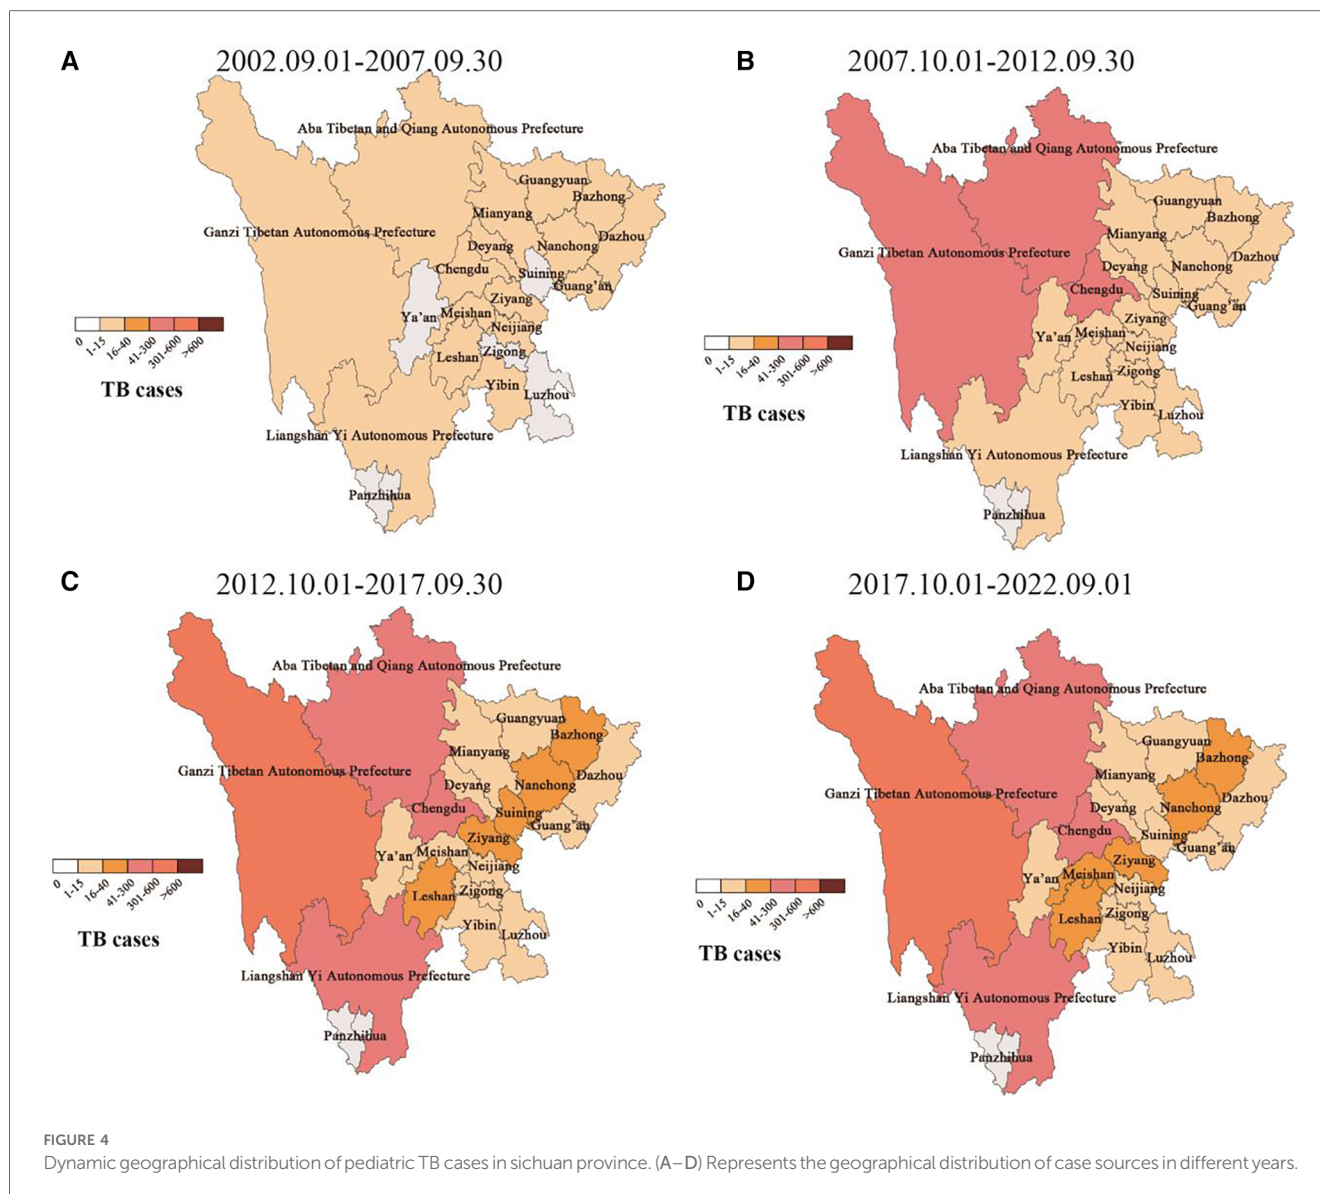 A
2002.09.01-2007.09.30
Aba Tibetan and Qiang Autonomous Prefecture
Guangyuan
Bazhong
Mianyang
Ganzi Tibetan Autonomous Prefecture
Dazhou
Deyang
Nanchong
Chengdu
Suining
Guang'an
Ziyang
Ya'an
Meishan
Neijiang
Leshan
Zigong
Yibin
Luzhou
Liangshan Yi Autonomous Prefecture
Panzhihua
0
1-15
16-40
41-300
301-600
>600
TB cases
B
2007.10.01-2012.09.30
Aba Tibetan and Qiang Autonomous Prefecture
Guangyuan
Bazhong
Mianyang
Ganzi Tibetan Autonomous Prefecture
Dazhou
Deyang
Nanchong
Chengdu
Suining
Guang'an
Ziyang
Ya'an
Meishan
Neijiang
Leshan
Zigong
Yibin
Luzhou
Liangshan Yi Autonomous Prefecture
Panzhihua
0
1-15
16-40
41-300
301-600
>600
TB cases
C
2012.10.01-2017.09.30
Aba Tibetan and Qiang Autonomous Prefecture
Guangyuan
Bazhong
Mianyang
Ganzi Tibetan Autonomous Prefecture
Dazhou
Deyang
Nanchong
Chengdu
Suining
Guang'an
Ziyang
Ya'an
Meishan
Neijiang
Leshan
Zigong
Yibin
Luzhou
Liangshan Yi Autonomous Prefecture
Panzhihua
0
1-15
16-40
41-300
301-600
>600
TB cases
D
2017.10.01-2022.09.01
Aba Tibetan and Qiang Autonomous Prefecture
Guangyuan
Bazhong
Mianyang
Ganzi Tibetan Autonomous Prefecture
Dazhou
Deyang
Nanchong
Chengdu
Suining
Guang'an
Ziyang
Ya'an
Meishan
Neijiang
Leshan
Zigong
Yibin
Luzhou
Liangshan Yi Autonomous Prefecture
Panzhihua
0
1-15
16-40
41-300
301-600
>600
TB cases
FIGURE 4
Dynamic geographical distribution of pediatric TB cases in sichuan province. (A–D) Represents the geographical distribution of case sources in different years.